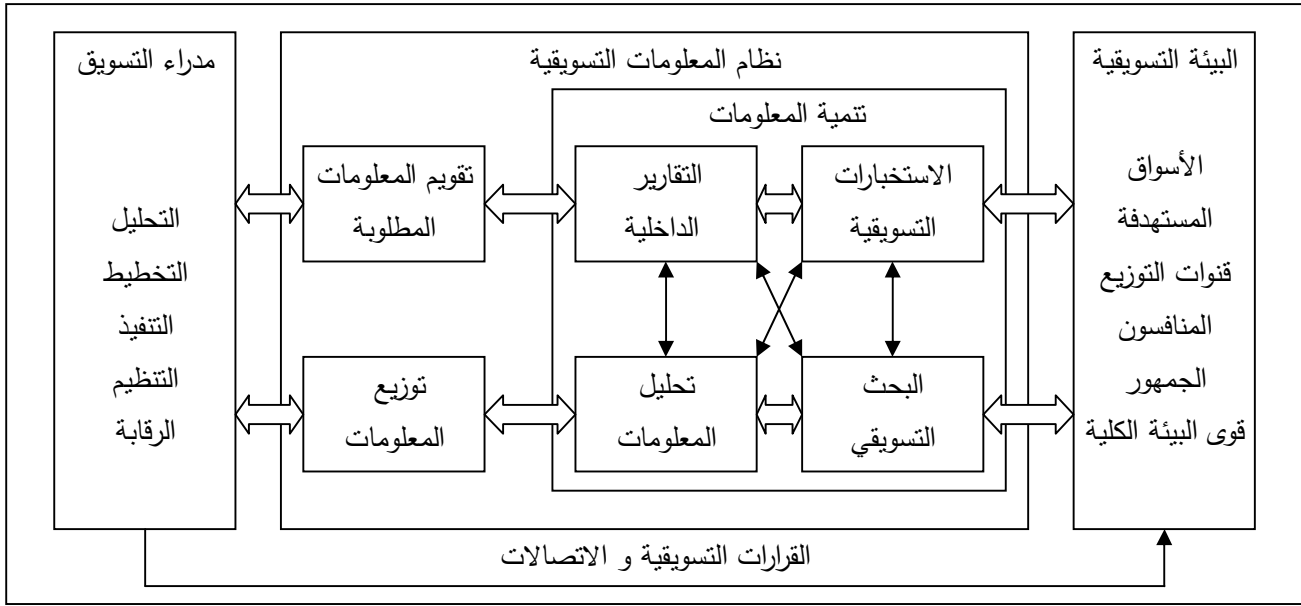 البيئة التسويقية
الأسواق
المستهدفة
قنوات التوزيع
المنافسون
الجمهور
قوى البيئة الكلية
نظام المعلومات التسويقية
تنمية المعلومات
الاستخبارات
التسويقية
التقارير
الداخلية
البحث
التسويقي
تحليل
المعلومات
تقويم المعلومات
المطلوبة
توزيع
المعلومات
مدراء التسويق
التحليل
التخطيط
التنفيذ
التنظيم
الرقابة
القرارات التسويقية و الاتصالات